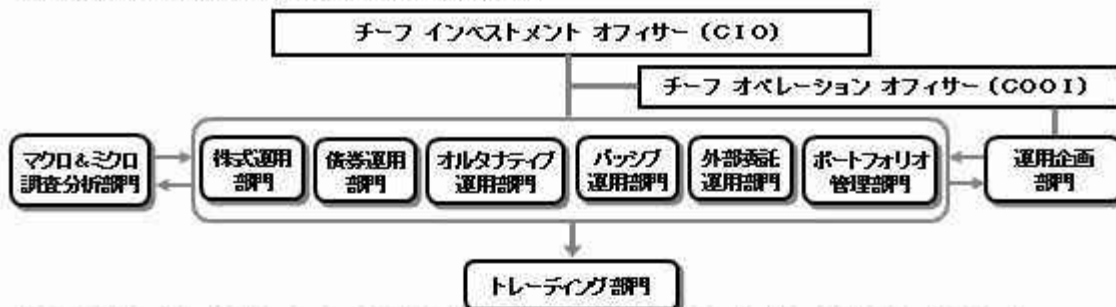 チーフ インベストメント オフィサー (CIO)
チーフ オペレーション オフィサー (COOI)
マクロ&ミクロ
調査分析部門
株式運用
部門
債券運用
部門
オルタナティブ
運用部門
パッシブ
運用部門
外部委託
運用部門
ポートフォリオ
管理部門
運用企画
部門
トレーディング部門